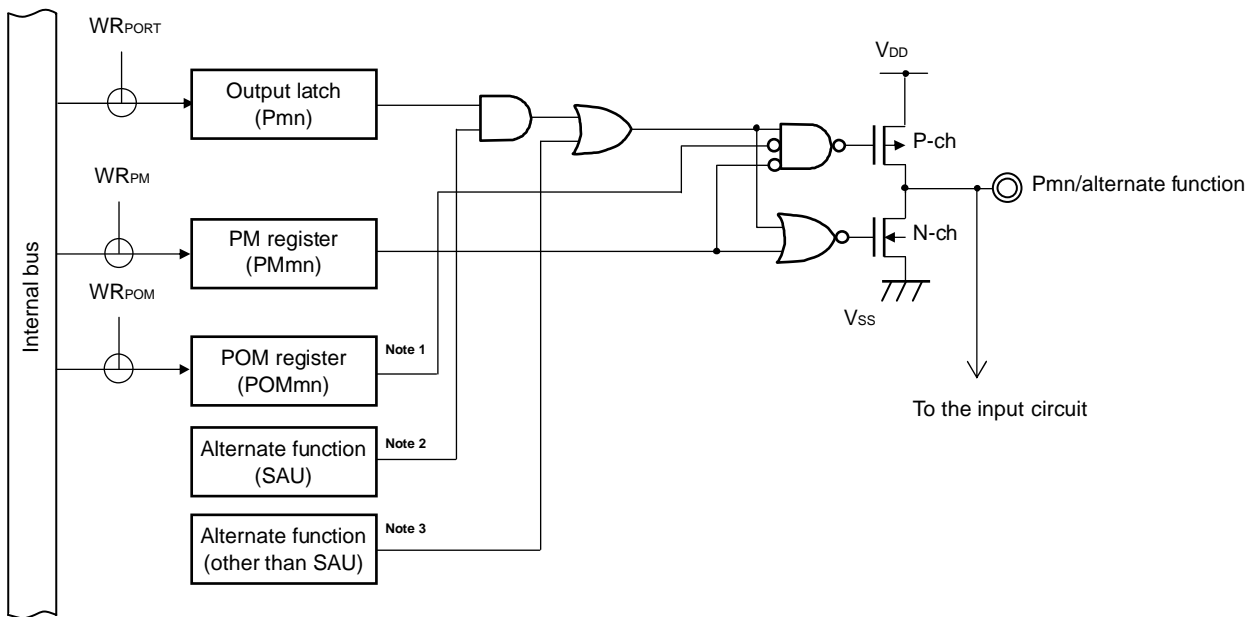 WRPORT
Output latch
(Pmn)
WRPM
PM register
(PMmn)
WRPOM
POM register
(POMmn)
Note 1
Alternate function
(SAU)
Note 2
Alternate function
(other than SAU)
Note 3
Internal bus
VDD
P-ch
Pmn/alternate function
N-ch
VSS
To the input circuit